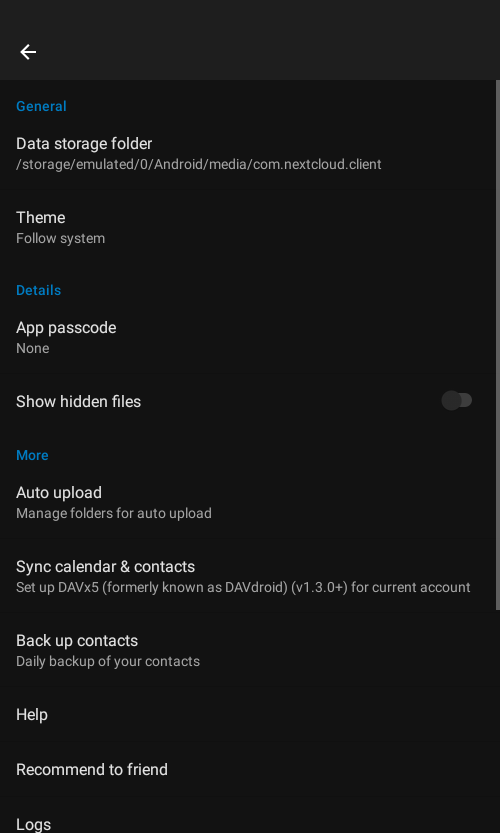 General
Data storage folder
/storage/emulated/0/Android/media/com.nextcloud.client
Theme
Follow system
Details
App passcode
None
Show hidden files
More
Auto upload
Manage folders for auto upload
Sync calendar & contacts
Set up DAVx5 (formerly known as DAVdroid) (v1.3.0+) for current account
Back up contacts
Daily backup of your contacts
Help
Recommend to friend
Logs